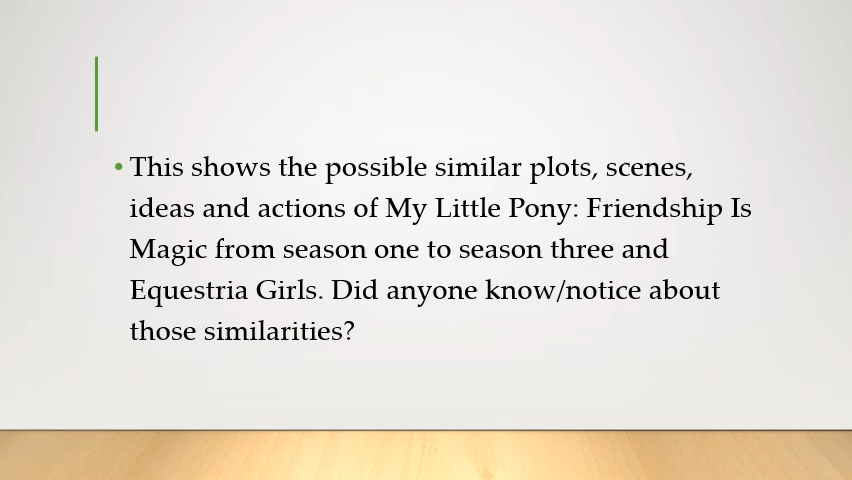 • This shows the possible similar plots, scenes,
ideas and actions of My Little Pony: Friendship Is
Magic from season one to season three and
Equestria Girls. Did anyone know/notice about
those similarities?